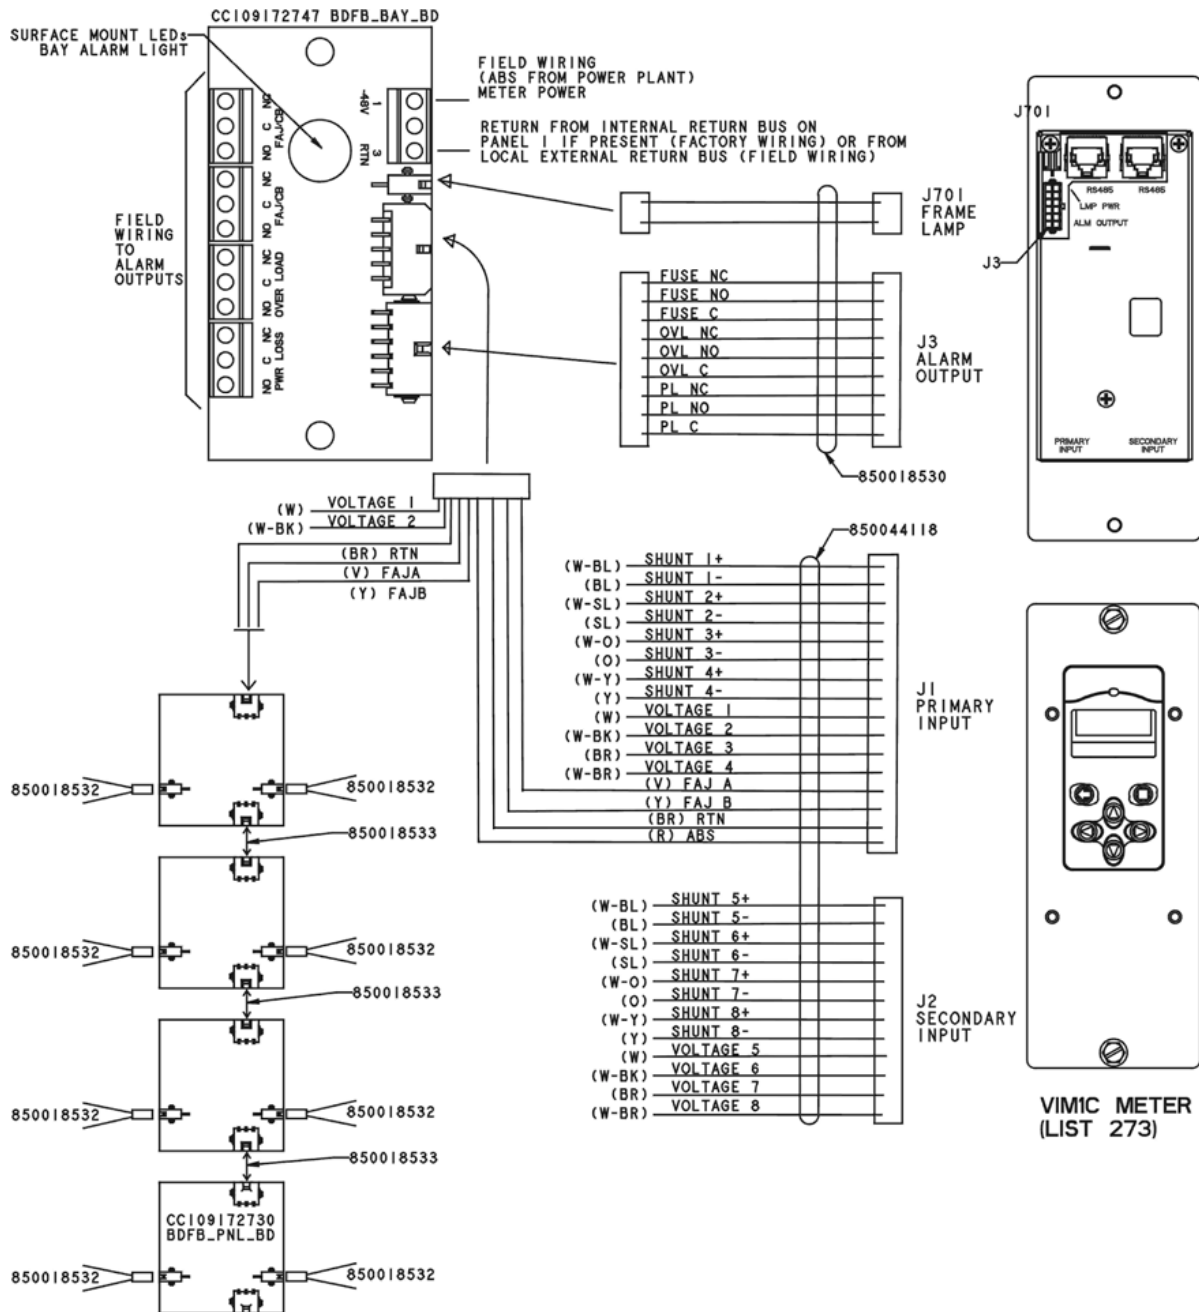 CC109172747 BDFB_BAY_BD
SURFACE MOUNT LEDs
BAY ALARM LIGHT
FIELD WIRING
(ABS FROM POWER PLANT)
METER POWER
-48V 1
RTN 3
RETURN FROM INTERNAL RETURN BUS ON
PANEL 1 IF PRESENT (FACTORY WIRING) OR FROM
LOCAL EXTERNAL RETURN BUS (FIELD WIRING)
NO C NC
FAJ/CB
NO C NC
FAJ/CB
NO C NC
OVER LOAD
NO C NC
PWR LOSS
FIELD
WIRING
TO
ALARM
OUTPUTS
J701
FRAME
LAMP
FUSE NC
FUSE NO
FUSE C
OVL NC
OVL NO
OVL C
PL NC
PL NO
PL C
J3
ALARM
OUTPUT
850018530
J701
RS485 RS485
LMP PWR
ALM OUTPUT
J3
PRIMARY
INPUT
SECONDARY
INPUT
(W) VOLTAGE 1
(W-BK) VOLTAGE 2
(BR) RTN
(V) FAJA
(Y) FAJB
850044118
(W-BL) SHUNT 1+
(BL) SHUNT 1-
(W-SL) SHUNT 2+
(SL) SHUNT 2-
(W-O) SHUNT 3+
(O) SHUNT 3-
(W-Y) SHUNT 4+
(Y) SHUNT 4-
(W) VOLTAGE 1
(W-BK) VOLTAGE 2
(BR) VOLTAGE 3
(W-BR) VOLTAGE 4
(V) FAJ A
(Y) FAJ B
(BR) RTN
(R) ABS
J1
PRIMARY
INPUT
(W-BL) SHUNT 5+
(BL) SHUNT 5-
(W-SL) SHUNT 6+
(SL) SHUNT 6-
(W-O) SHUNT 7+
(O) SHUNT 7-
(W-Y) SHUNT 8+
(Y) SHUNT 8-
(W) VOLTAGE 5
(W-BK) VOLTAGE 6
(BR) VOLTAGE 7
(W-BR) VOLTAGE 8
J2
SECONDARY
INPUT
VIM1C METER
(LIST 273)
850018532 850018532
850018533
850018532 850018532
850018533
850018532 850018532
850018533
CC109172730
BDFB_PNL_BD
850018532 850018532